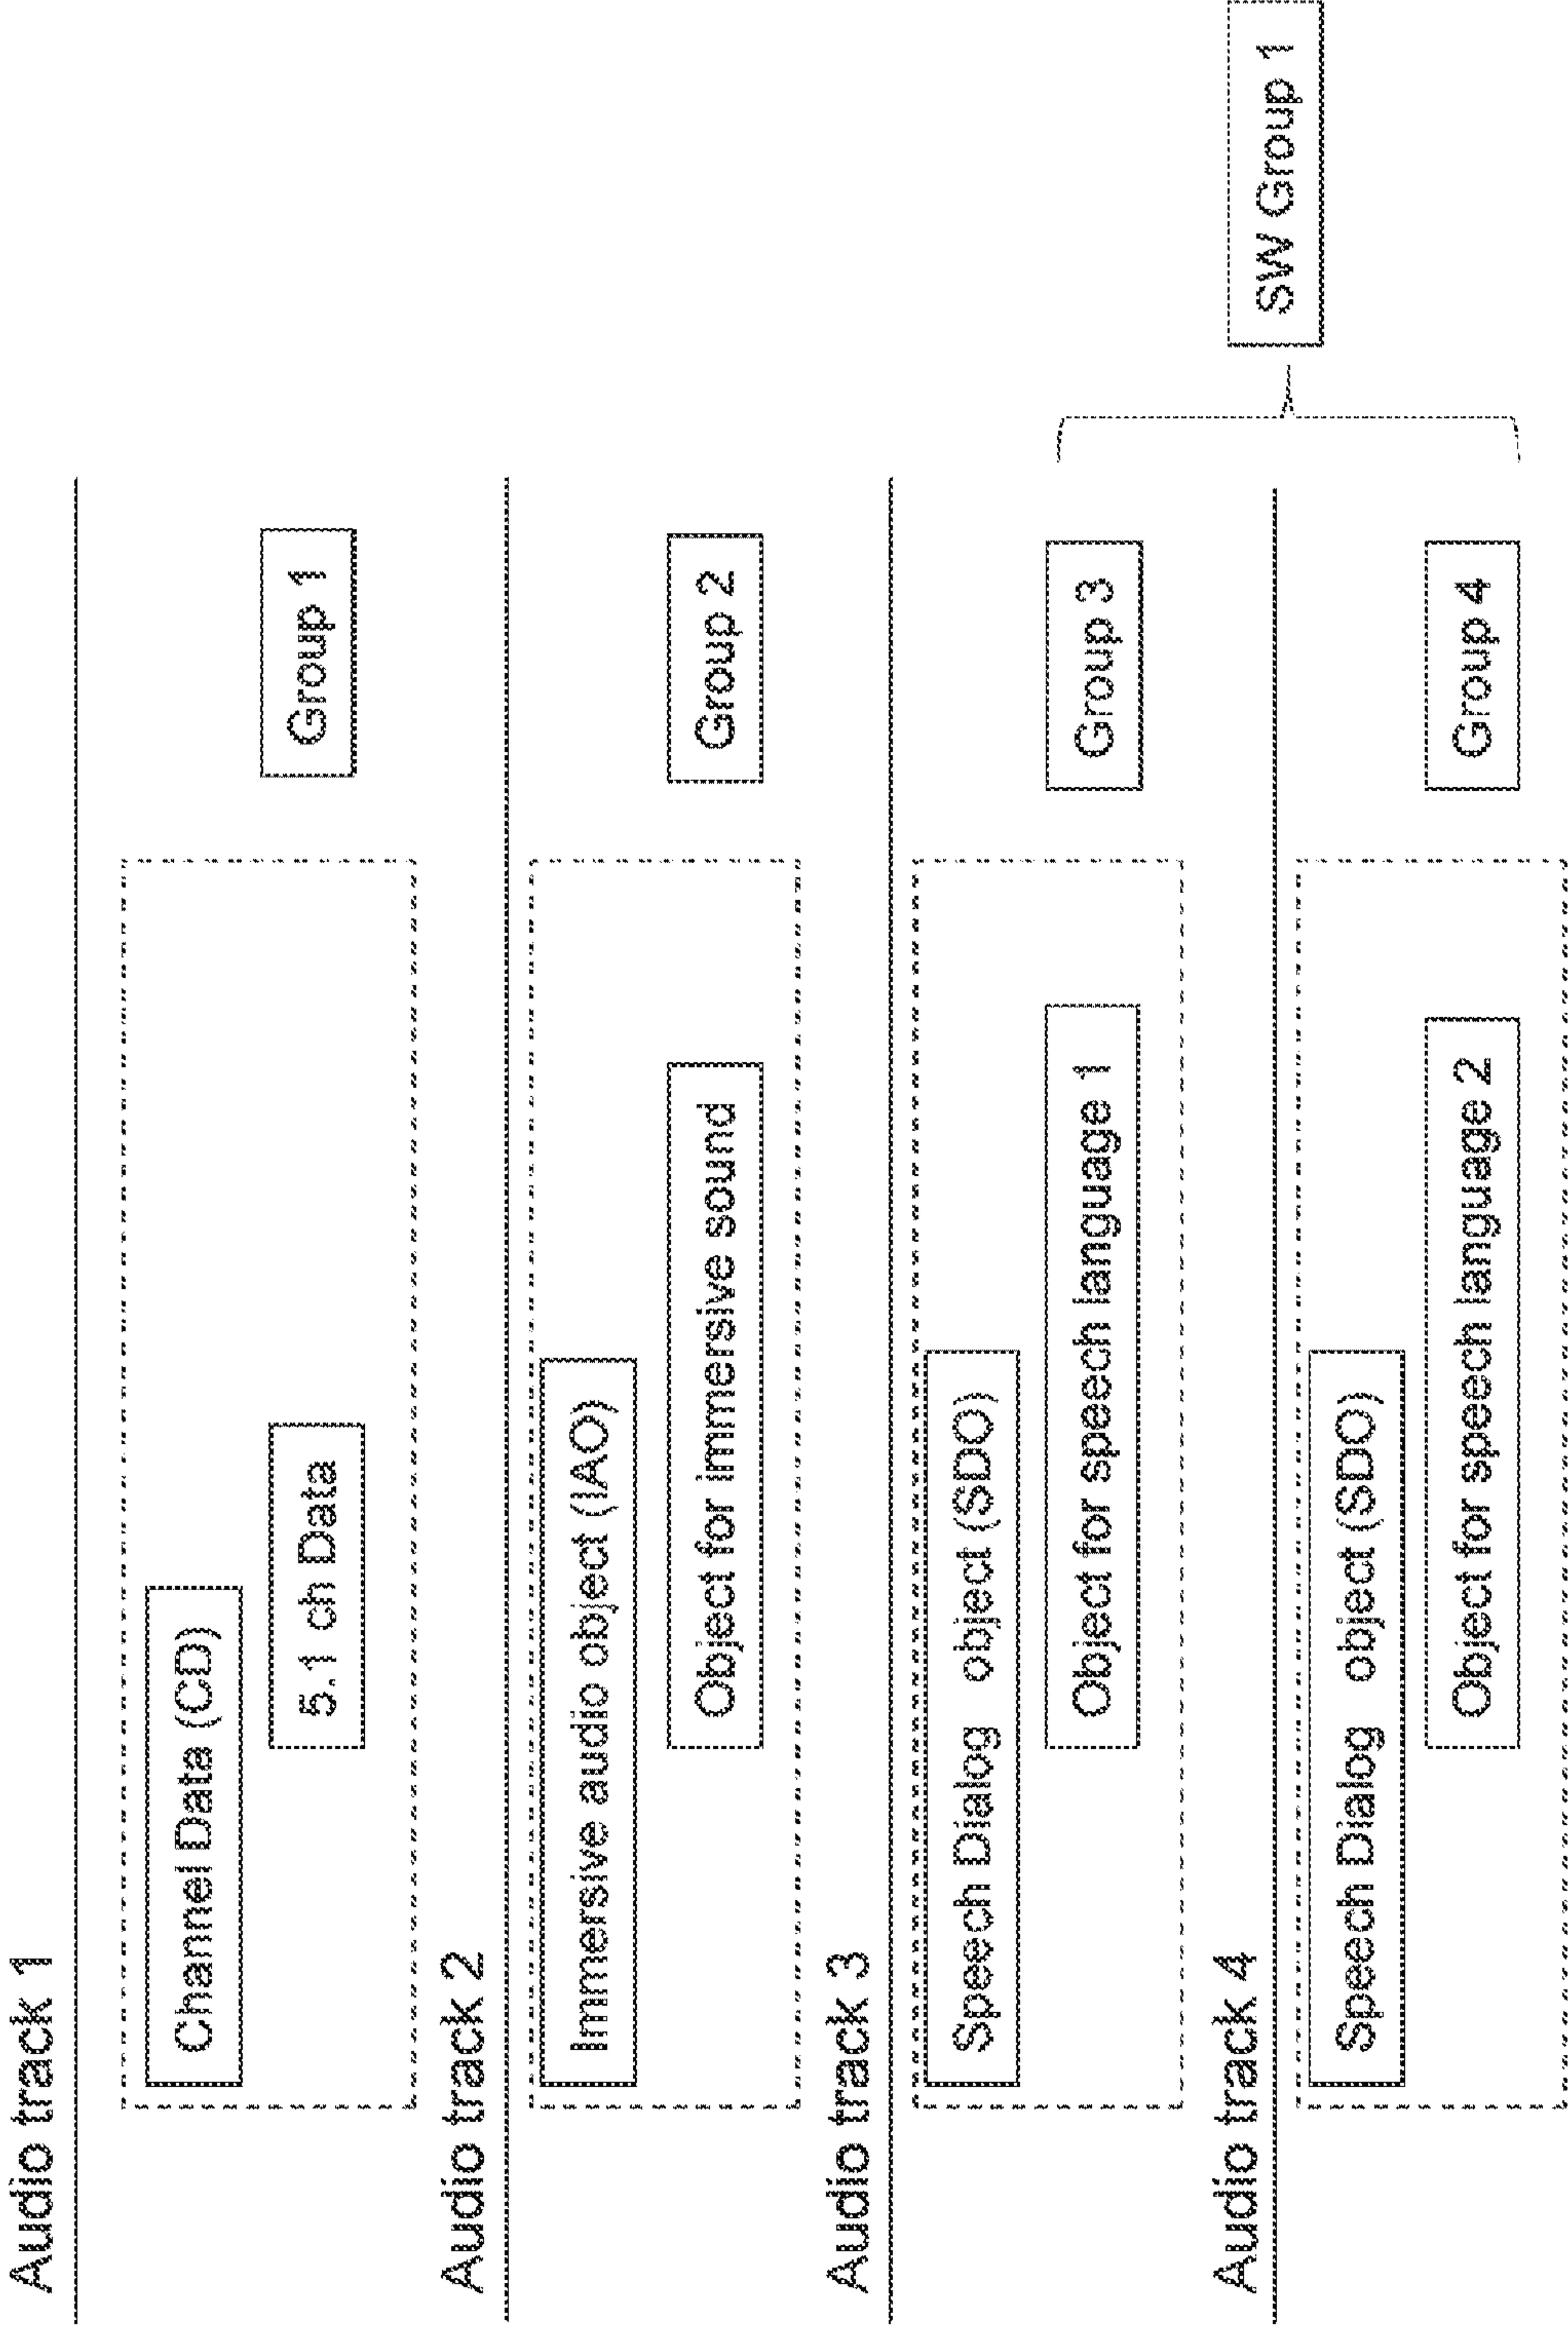 Audio track 1
Channel Data (CD)
5.1 ch Data
Group 1
Audio track 2
Immersive audio object (IAO)
Object for immersive sound
Group 2
Audio track 3
Speech Dialog object (SDO)
Object for speech language 1
Group 3
Audio track 4
Speech Dialog object (SDO)
Object for speech language 2
Group 4
SW Group 1